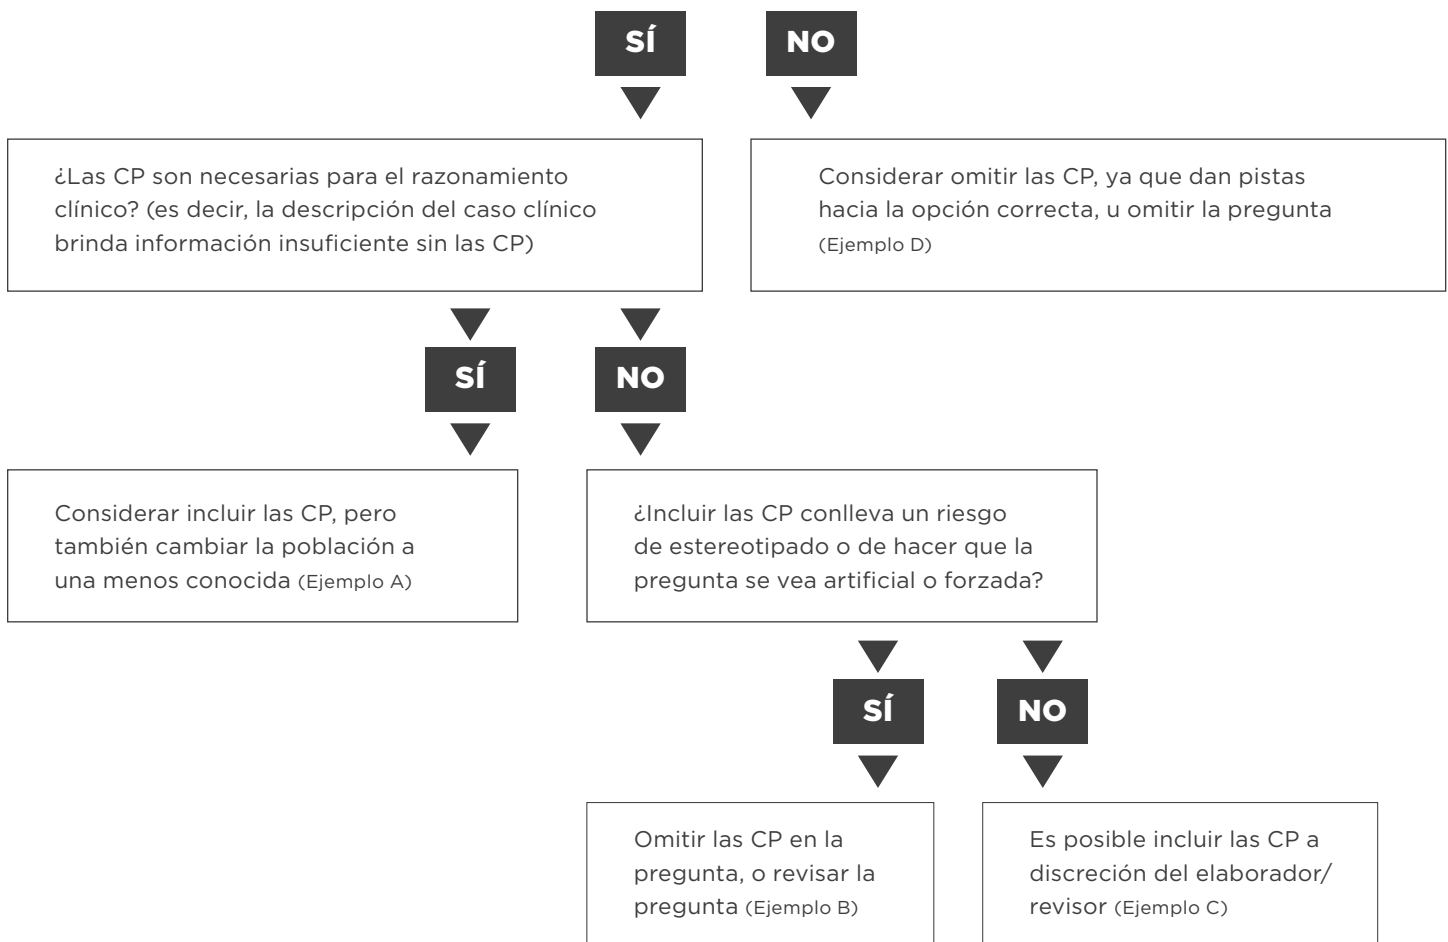 SÍ
NO
¿Las CP son necesarias para el razonamiento
clínico? (es decir, la descripción del caso clínico
brinda información insuficiente sin las CP)
Considerar omitir las CP, ya que dan pistas
hacia la opción correcta, u omitir la pregunta
(Ejemplo D)
SÍ
NO
Considerar incluir las CP, pero
también cambiar la población a
una menos conocida (Ejemplo A)
¿Incluir las CP conlleva un riesgo
de estereotipado o de hacer que la
pregunta se vea artificial o forzada?
SÍ
NO
Omitir las CP en la
pregunta, o revisar la
pregunta (Ejemplo B)
Es posible incluir las CP a
discreción del elaborador/
revisor (Ejemplo C)